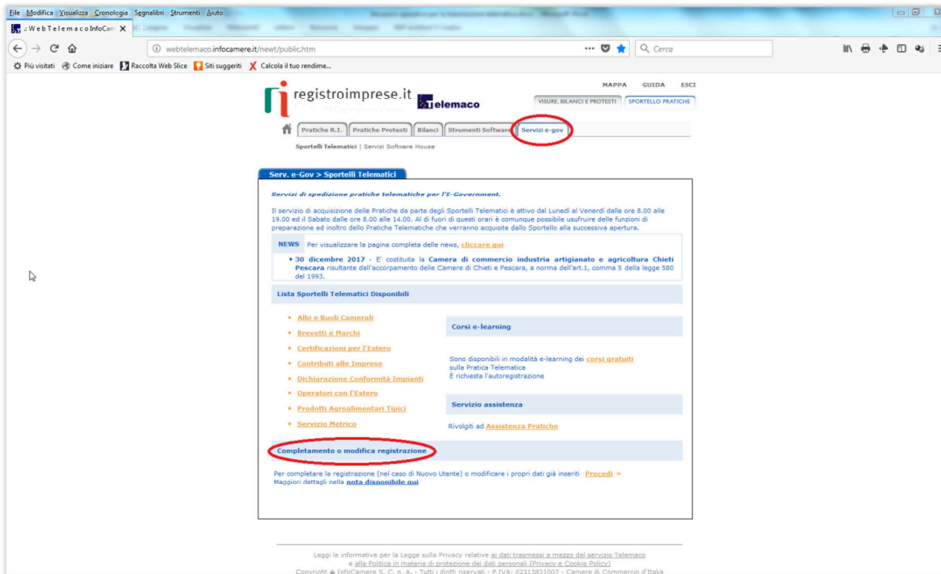 File Modifica Visualizza Cronologia Segnalibri Strumenti Aiuto
.:WebTelemacoInfoCam
webtelemaco.infocamere.it/newt/public.htm
Cerca
Più visitati Come iniziare Raccolta Web Slice Siti suggeriti Calcola il tuo rendime...
MAPPA GUIDA ESCI
registroimprese.it Telemaco
VISURE, BILANCI E PROTESTI SPORTELLO PRATICHE
Pratiche R.I. Pratiche Protesti Bilanci Strumenti Software Servizi e-gov
Sportelli Telematici | Servizi Software House
Serv. e-Gov > Sportelli Telematici
Servizi di spedizione pratiche telematiche per l'E-Government.
Il servizio di acquisizione delle Pratiche da parte degli Sportelli Telematici è attivo dal Lunedì al Venerdì dalle ore 8.00 alle
19.00 ed il Sabato dalle ore 8.00 alle 14.00. Al di fuori di questi orari è comunque possibile usufruire delle funzioni di
preparazione ed inoltro delle Pratiche Telematiche che verranno acquisite dallo Sportello alla successiva apertura.
NEWS Per visualizzare la pagina completa delle news, cliccare qui
• 30 dicembre 2017 - E' costituita la Camera di commercio industria artigianato e agricoltura Chieti
Pescara risultante dall'accorpamento delle Camere di Chieti e Pescara, a norma dell'art.1, comma 5 della legge 580
del 1993.
Lista Sportelli Telematici Disponibili
• Albi e Ruoli Camerali
• Brevetti e Marchi
• Certificazioni per l'Estero
• Contributi alle Imprese
• Dichiarazione Conformità Impianti
• Operatori con l'Estero
• Prodotti Agroalimentari Tipici
• Servizio Metrico
Corsi e-learning
Sono disponibili in modalità e-learning dei corsi gratuiti
sulla Pratica Telematica
È richiesta l'autoregistrazione
Servizio assistenza
Rivolgiti ad Assistenza Pratiche
Completamento o modifica registrazione
Per completare la registrazione (nel caso di Nuovo Utente) o modificare i propri dati già inseriti Procedi »
Maggiori dettagli nella nota disponibile qui
Leggi le informative per la Legge sulla Privacy relative ai dati trasmessi a mezzo del servizio Telemaco
e alla Politica in materia di protezione dei dati personali (Privacy e Cookie Policy)
Copyright © InfoCamere S. C. p. A. - Tutti i diritti riservati - P.IVA: 02313821007 - Camere di Commercio d'Italia